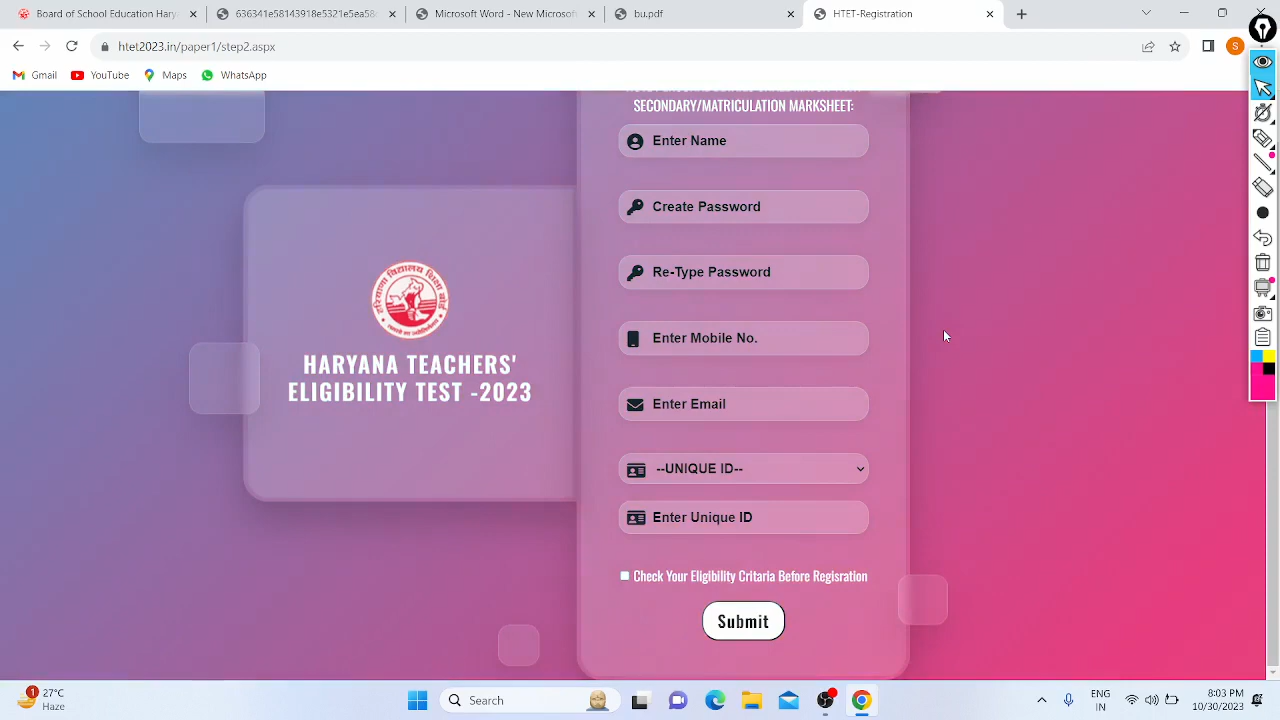 Board of School Education Hary
636341e58143918e5321e5ea58
Microsoft Word - New Microsoft
bu.pdf
HTET-Registration
htet2023.in/paper1/step2.aspx
S
Gmail
YouTube
Maps
WhatsApp
SECONDARY/MATRICULATION MARKSHEET:
Enter Name
Create Password
Re-Type Password
Enter Mobile No.
Enter Email
--UNIQUE ID--
Enter Unique ID
Check Your Eligibility Critaria Before Regisration
Submit
HARYANA TEACHERS'
ELIGIBILITY TEST -2023
1
27°C
Haze
Search
ENG
IN
8:03 PM
10/30/2023